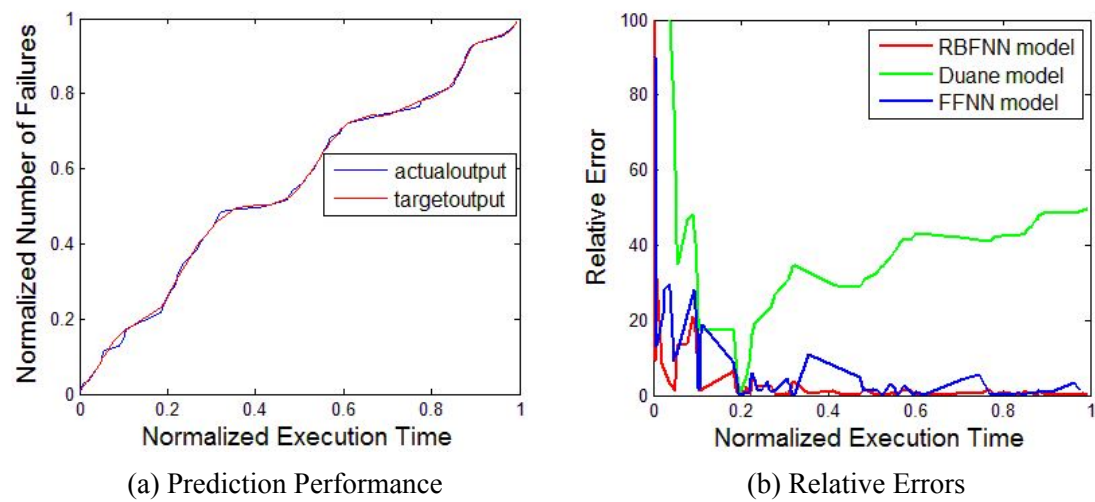 1
0.8
0.6
0.4
0.2
0
0
0.2
0.4
0.6
0.8
1
Normalized Number of Failures
Normalized Execution Time
actualoutput
targetoutput
(a) Prediction Performance
100
80
60
40
20
0
0
0.2
0.4
0.6
0.8
1
Relative Error
Normalized Execution Time
RBFNN model
Duane model
FFNN model
(b) Relative Errors